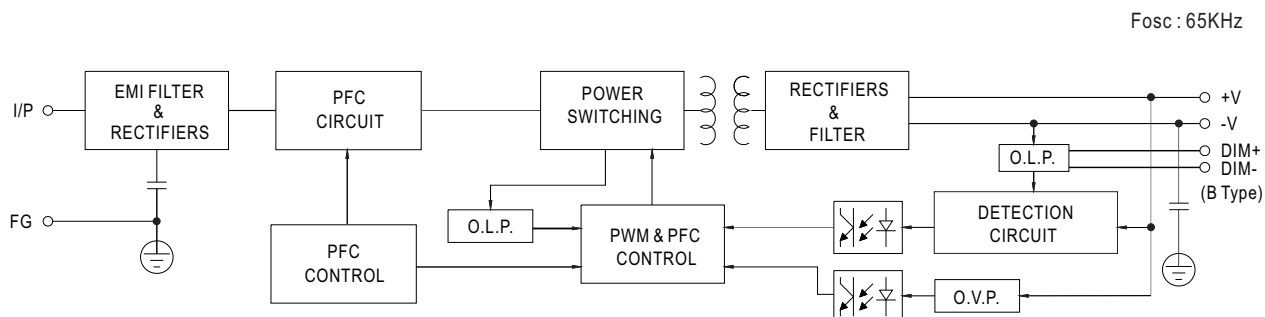 Fosc : 65KHz
I/P
EMI FILTER
&
RECTIFIERS
PFC
CIRCUIT
POWER
SWITCHING
RECTIFIERS
&
FILTER
+V
-V
O.L.P.
DIM+
DIM-
(B Type)
FG
O.L.P.
PFC
CONTROL
PWM & PFC
CONTROL
DETECTION
CIRCUIT
O.V.P.